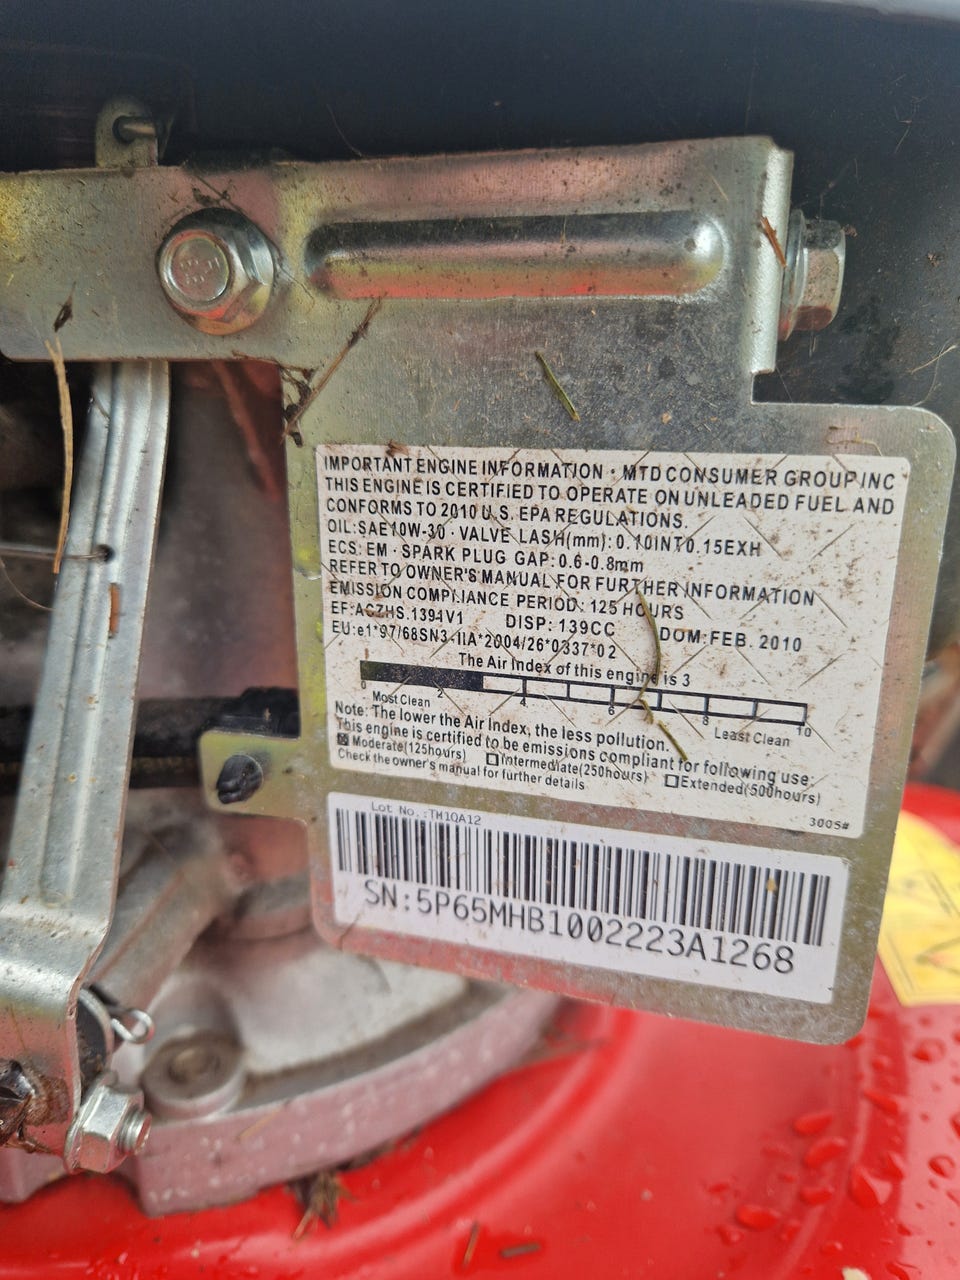 IMPORTANT ENGINE INFORMATION · MTD CONSUMER GROUP INC
THIS ENGINE IS CERTIFIED TO OPERATE ON UNLEADED FUEL AND
CONFORMS TO 2010 U.S. EPA REGULATIONS.
OIL:SAE10W-30 · VALVE LASH(mm): 0.10INT0.15EXH
ECS: EM · SPARK PLUG GAP:0.6-0.8mm
REFER TO OWNER'S MANUAL FOR FURTHER INFORMATION
EMISSION COMPLIANCE PERIOD: 125 HOURS
EF:ACZHS.1391V1 DISP: 139CC DOM:FEB. 2010
EU:e1*97/68SN3-IIA*2004/26*0337*02
The Air Index of this engine is 3
0 2 4 6 8 10
Most Clean Least Clean
Note: The lower the Air Index, the less pollution.
This engine is certified to be emissions compliant for following use:
Moderate(125hours) Intermediate(250hours) Extended(500hours)
Check the owner's manual for further details
3005#
Lot No.:TH1QA12
SN:5P65MHB1002223A1268